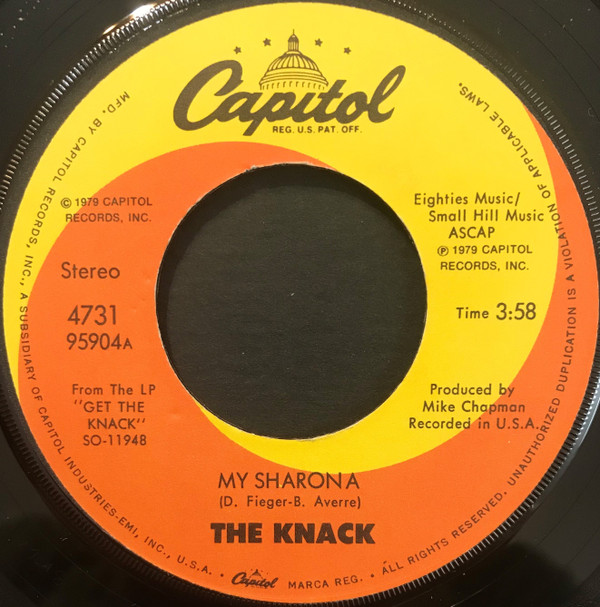 Capitol
REG. U.S. PAT. OFF.
© 1979 CAPITOL
RECORDS, INC.
Eighties Music/
Small Hill Music
ASCAP
℗ 1979 CAPITOL
RECORDS, INC.
Stereo
4731
95904A
Time 3:58
From The LP
"GET THE
KNACK"
SO-11948
Produced by
Mike Chapman
Recorded in U.S.A.
MY SHARONA
(D. Fieger-B. Averre)
THE KNACK
MFD. BY CAPITOL RECORDS, INC., A SUBSIDIARY OF CAPITOL INDUSTRIES-EMI, INC., U.S.A. • Capitol MARCA REG. • ALL RIGHTS RESERVED. UNAUTHORIZED DUPLICATION IS A VIOLATION OF APPLICABLE LAWS.